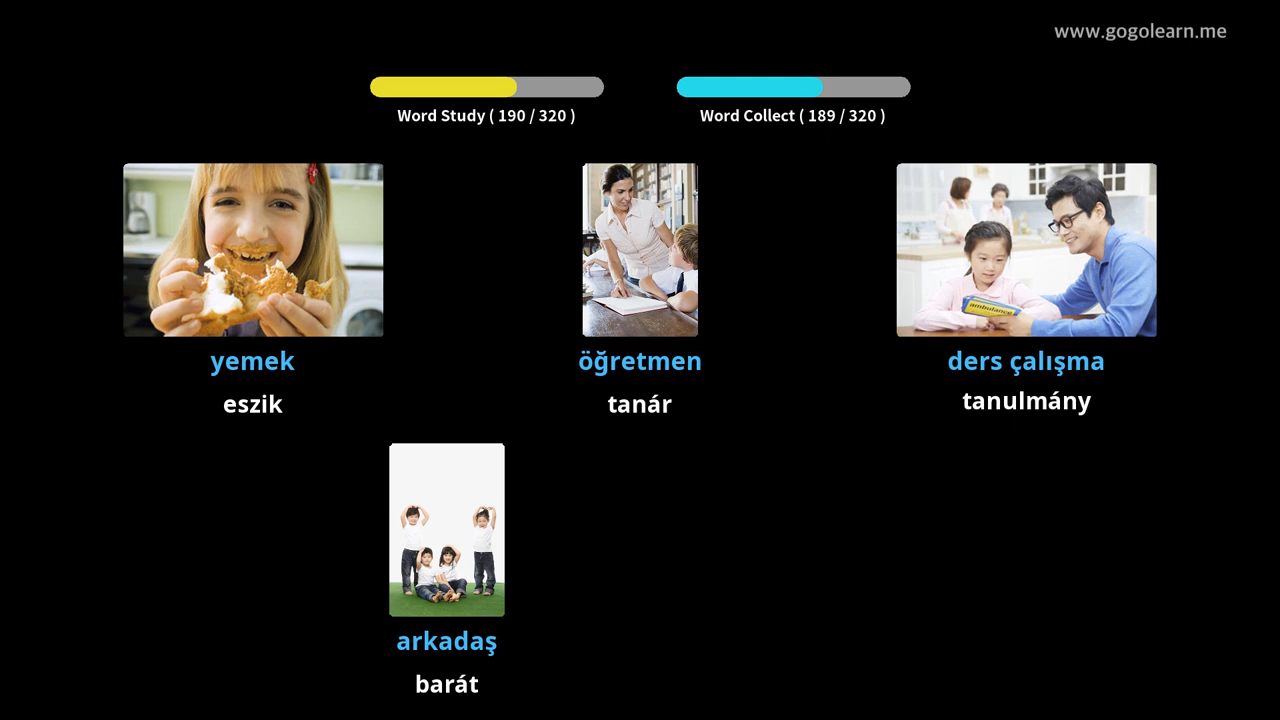 www.gogolearn.me
Word Study ( 190 / 320 )
Word Collect ( 189 / 320 )
ambulance
yemek
öğretmen
ders çalışma
eszik
tanár
tanulmány
arkadaş
barát